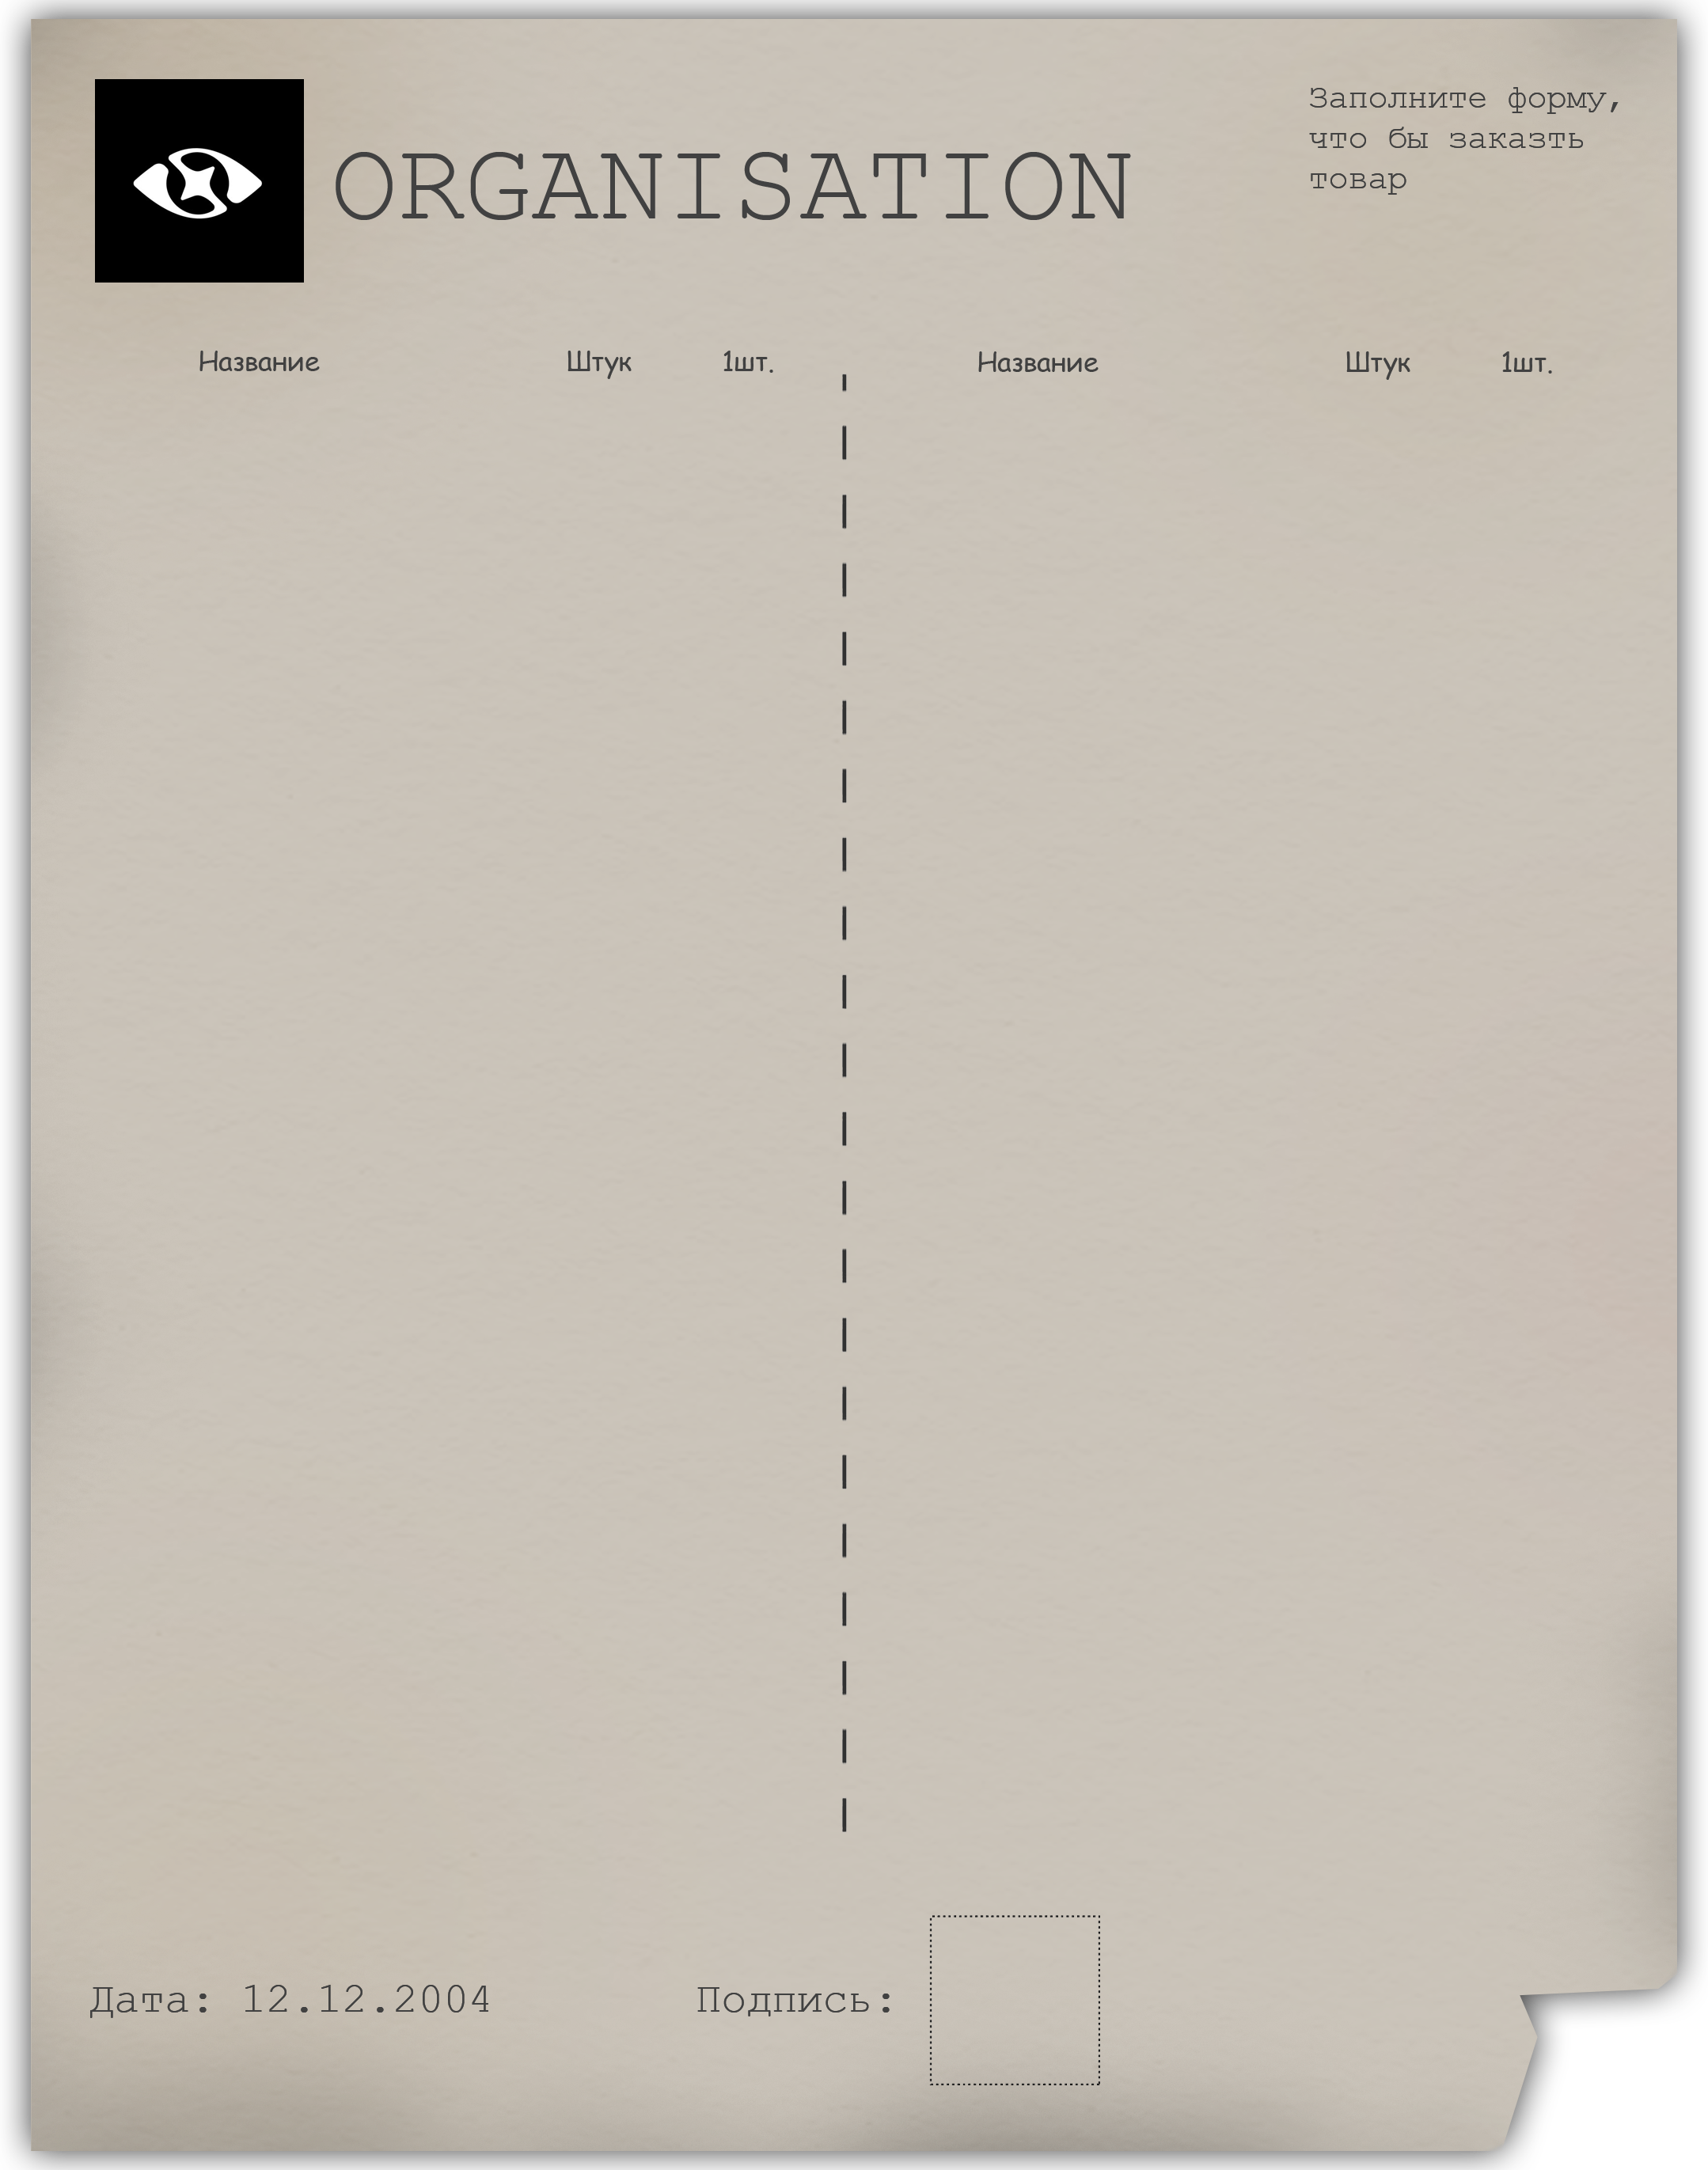 ORGANISATION
Заполните форму,
что бы заказть
товар
Название Штук 1шт. Название Штук 1шт.
Дата: 12.12.2004 Подпись: